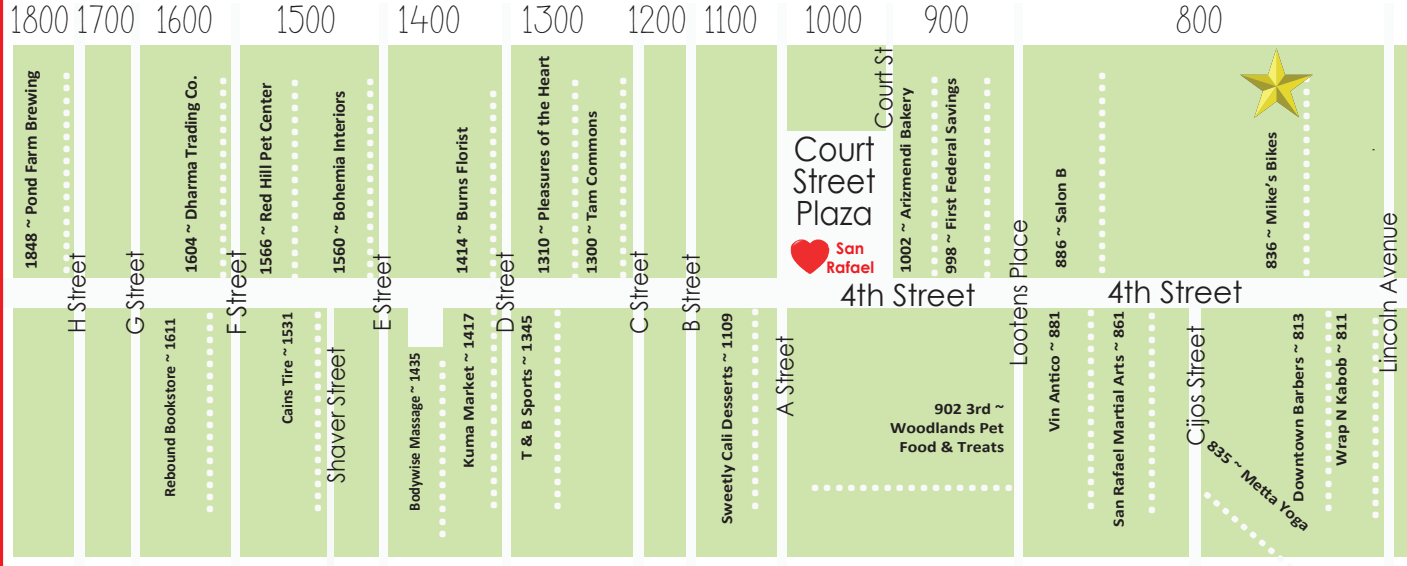 1800 1700 1600 1500 1400 1300 1200 1100 1000 900 800
1848 ~ Pond Farm Brewing
1604 ~ Dharma Trading Co.
1566 ~ Red Hill Pet Center
1560 ~ Bohemia Interiors
1414 ~ Burns Florist
1310 ~ Pleasures of the Heart
1300 ~ Tam Commons
Court St
Court
Street
Plaza
San
Rafael
1002 ~ Arizmendi Bakery
998 ~ First Federal Savings
886 ~ Salon B
836 ~ Mike's Bikes
H Street
G Street
F Street
E Street
D Street
C Street
B Street
4th Street
Lootens Place
4th Street
Lincoln Avenue
Rebound Bookstore ~ 1611
Cains Tire ~ 1531
Shaver Street
Bodywise Massage ~ 1435
Kuma Market ~ 1417
T & B Sports ~ 1345
Sweetly Cali Desserts ~ 1109
A Street
902 3rd ~
Woodlands Pet
Food & Treats
Vin Antico ~ 881
San Rafael Martial Arts ~ 861
Cijos Street
835 ~ Metta Yoga
Downtown Barbers ~ 813
Wrap N Kabob ~ 811